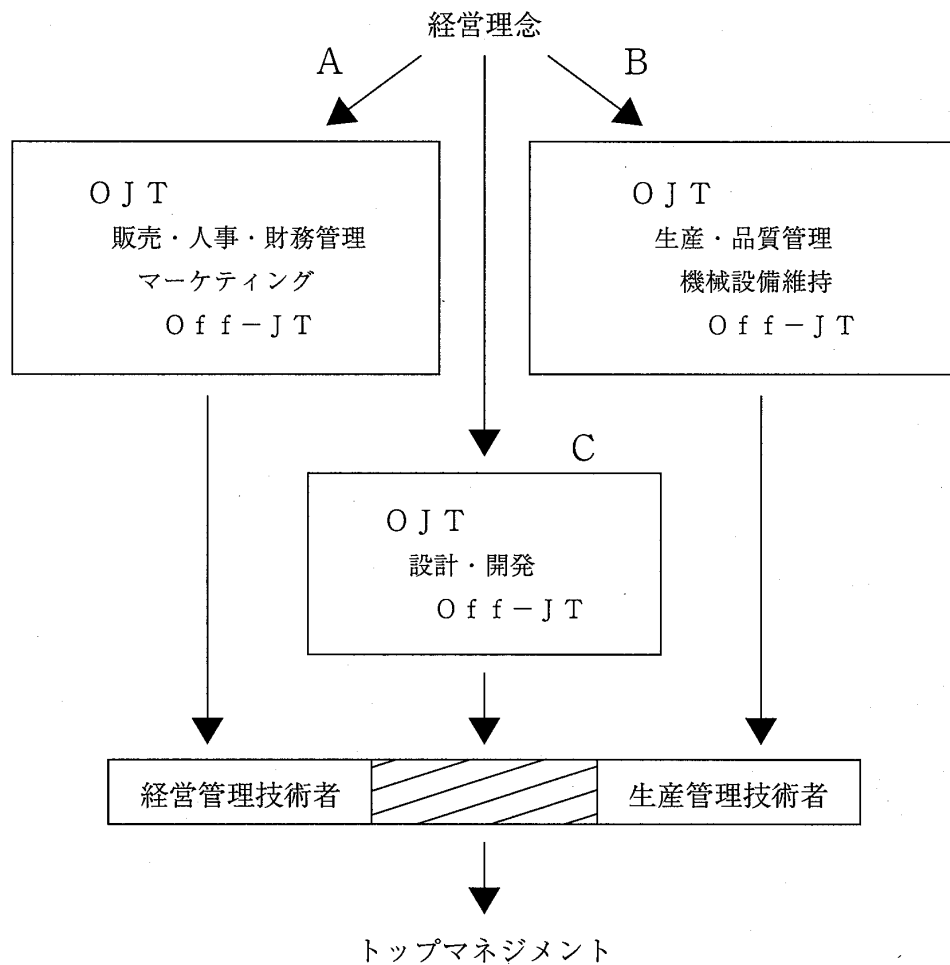 経営理念
A
B
OJT
販売・人事・財務管理
マーケティング
Off-JT
OJT
生産・品質管理
機械設備維持
Off-JT
C
OJT
設計・開発
Off-JT
経営管理技術者
生産管理技術者
トップマネジメント